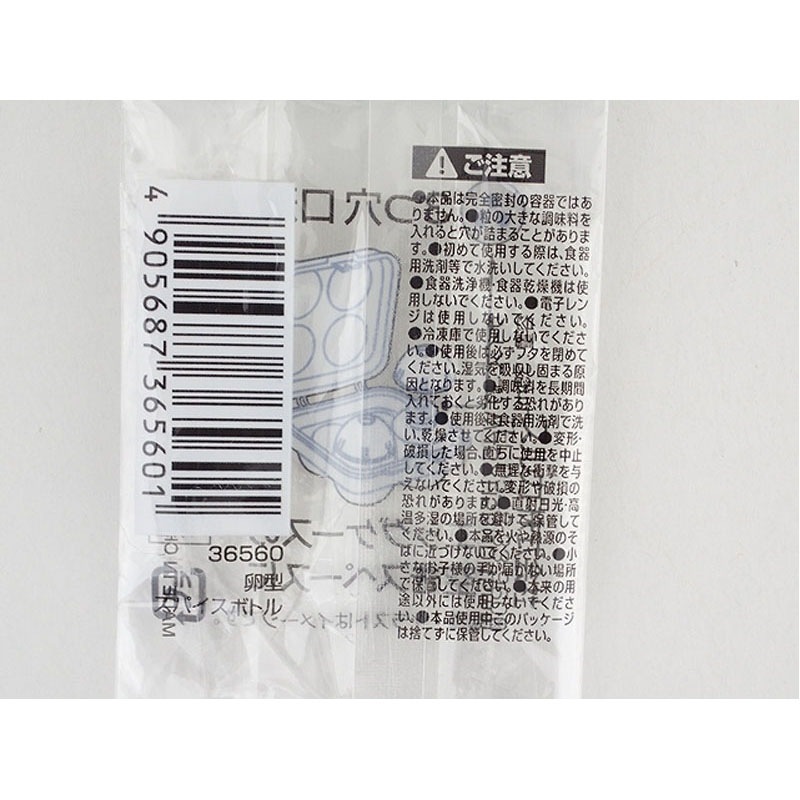 ご注意
●本品は完全密封の容器ではあ
りません。●粒の大きな調味料を
入れると穴が詰まることがありま
す。●初めて使用する際は、食器
用洗剤等で水洗いしてください。
●食器洗浄機・食器乾燥機は使
用しないでください。●電子レン
ジは使用しないでください。
●冷凍庫で使用しないでくださ
い。●使用後は必ずフタを閉めて
ください。湿気を吸収し固まる原
因となります。●調味料を長期間
入れておくと劣化する恐れがあり
ます。●使用後は食器用洗剤で洗
い、乾燥させてください。●変形・
破損した場合、直ちに使用を中止
してください。●無理な衝撃を与
えないでください。変形や破損の
恐れがあります。●直射日光・高
温多湿の場所を避けて、保管して
ください。●本品を火や熱源のそ
ばに近づけないでください。●小
さなお子様の手が届かない場所
で保管してください。●本来の用
途以外には使用しないでくださ
い。●本品使用中このパッケージ
は捨てずに保管してください。
4 905687 365601
36560
卵型
スパイスボトル